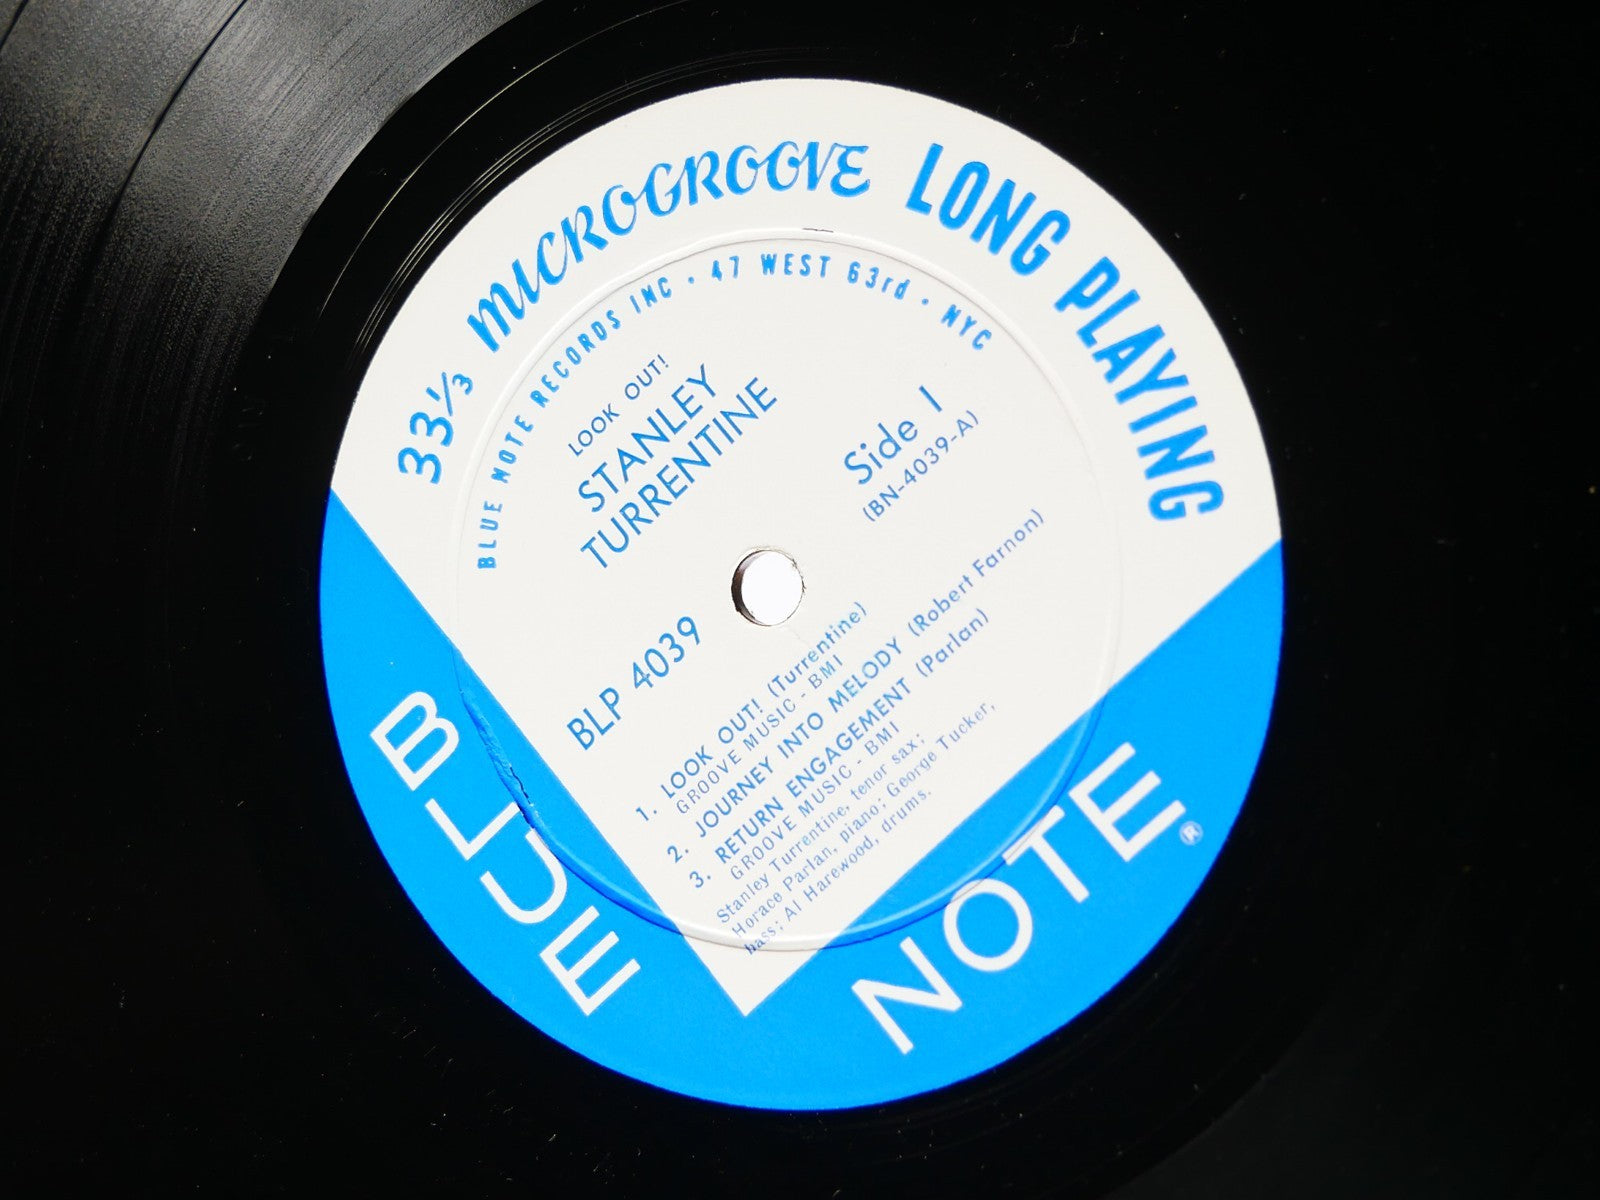 33⅓ MICROGROOVE LONG PLAYING
BLUE NOTE RECORDS INC · 47 WEST 63rd · NYC
LOOK OUT!
STANLEY
TURRENTINE
Side 1
(BN-4039-A)
BLP 4039
1. LOOK OUT! (Turrentine)
GROOVE MUSIC - BMI
2. JOURNEY INTO MELODY (Robert Farnon)
3. RETURN ENGAGEMENT (Parlan)
GROOVE MUSIC - BMI
Stanley Turrentine, tenor sax;
Horace Parlan, piano; George Tucker,
bass; Al Harewood, drums.
BLUE
NOTE®